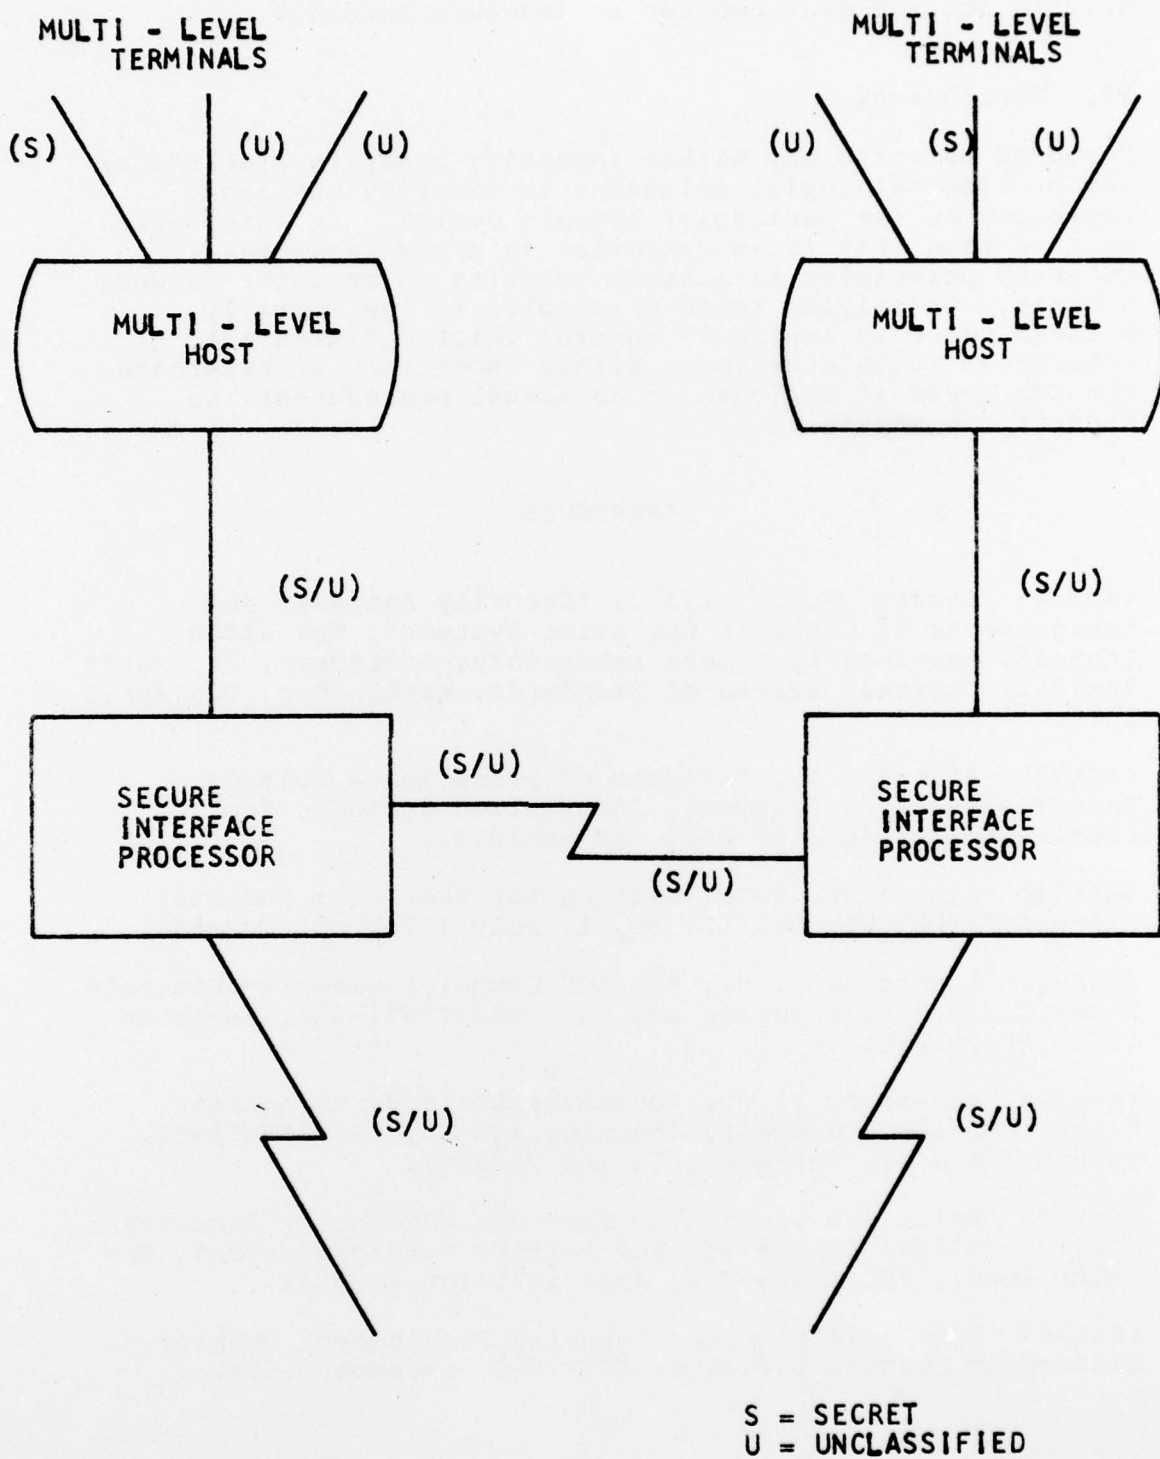 MULTI - LEVEL
TERMINALS
MULTI - LEVEL
TERMINALS
(S)
(U)
(U)
(U)
(S)
(U)
MULTI - LEVEL
HOST
MULTI - LEVEL
HOST
(S/U)
(S/U)
(S/U)
SECURE
INTERFACE
PROCESSOR
SECURE
INTERFACE
PROCESSOR
(S/U)
(S/U)
(S/U)
S = SECRET
U = UNCLASSIFIED